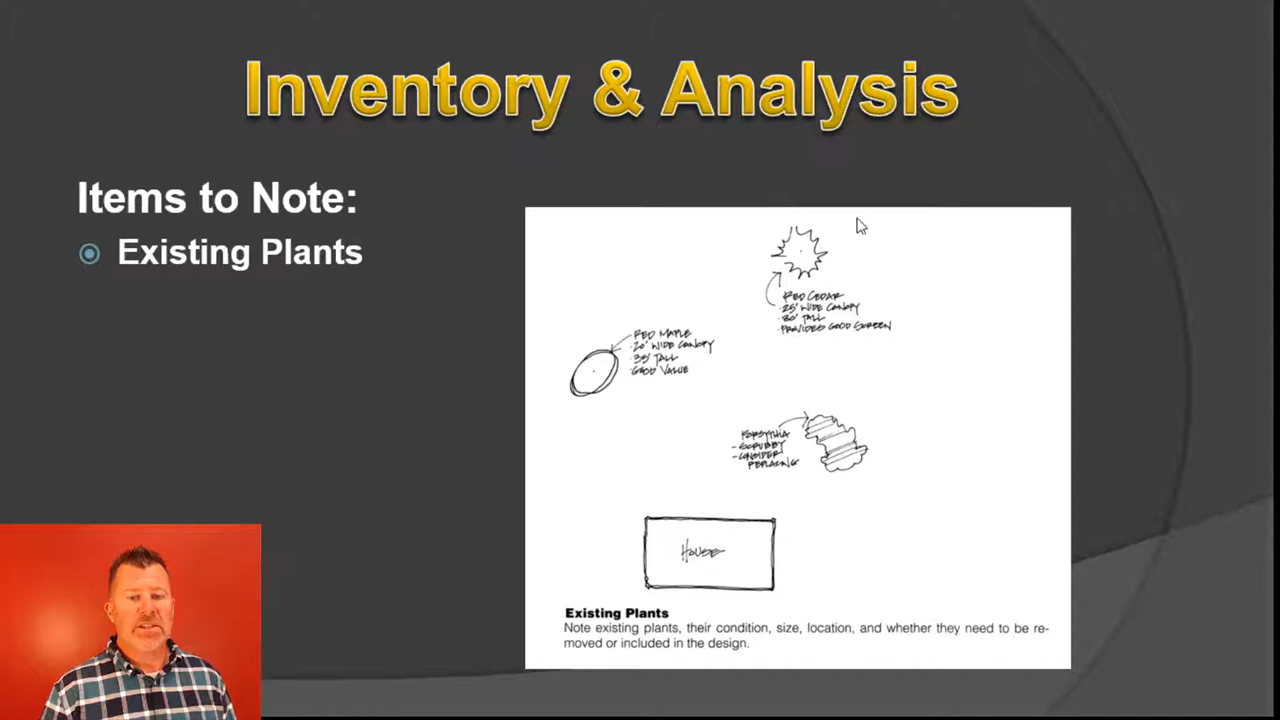 Inventory & Analysis
Items to Note:
Existing Plants
RED CEDAR
25' WIDE CANOPY
30' TALL
PROVIDED GOOD SCREEN
RED MAPLE
20' WIDE CANOPY
35' TALL
GOOD VALUE
FORSYTHIA
- SCRUBBY
- CONSIDER
REPLACING
HOUSE
Existing Plants
Note existing plants, their condition, size, location, and whether they need to be re-
moved or included in the design.